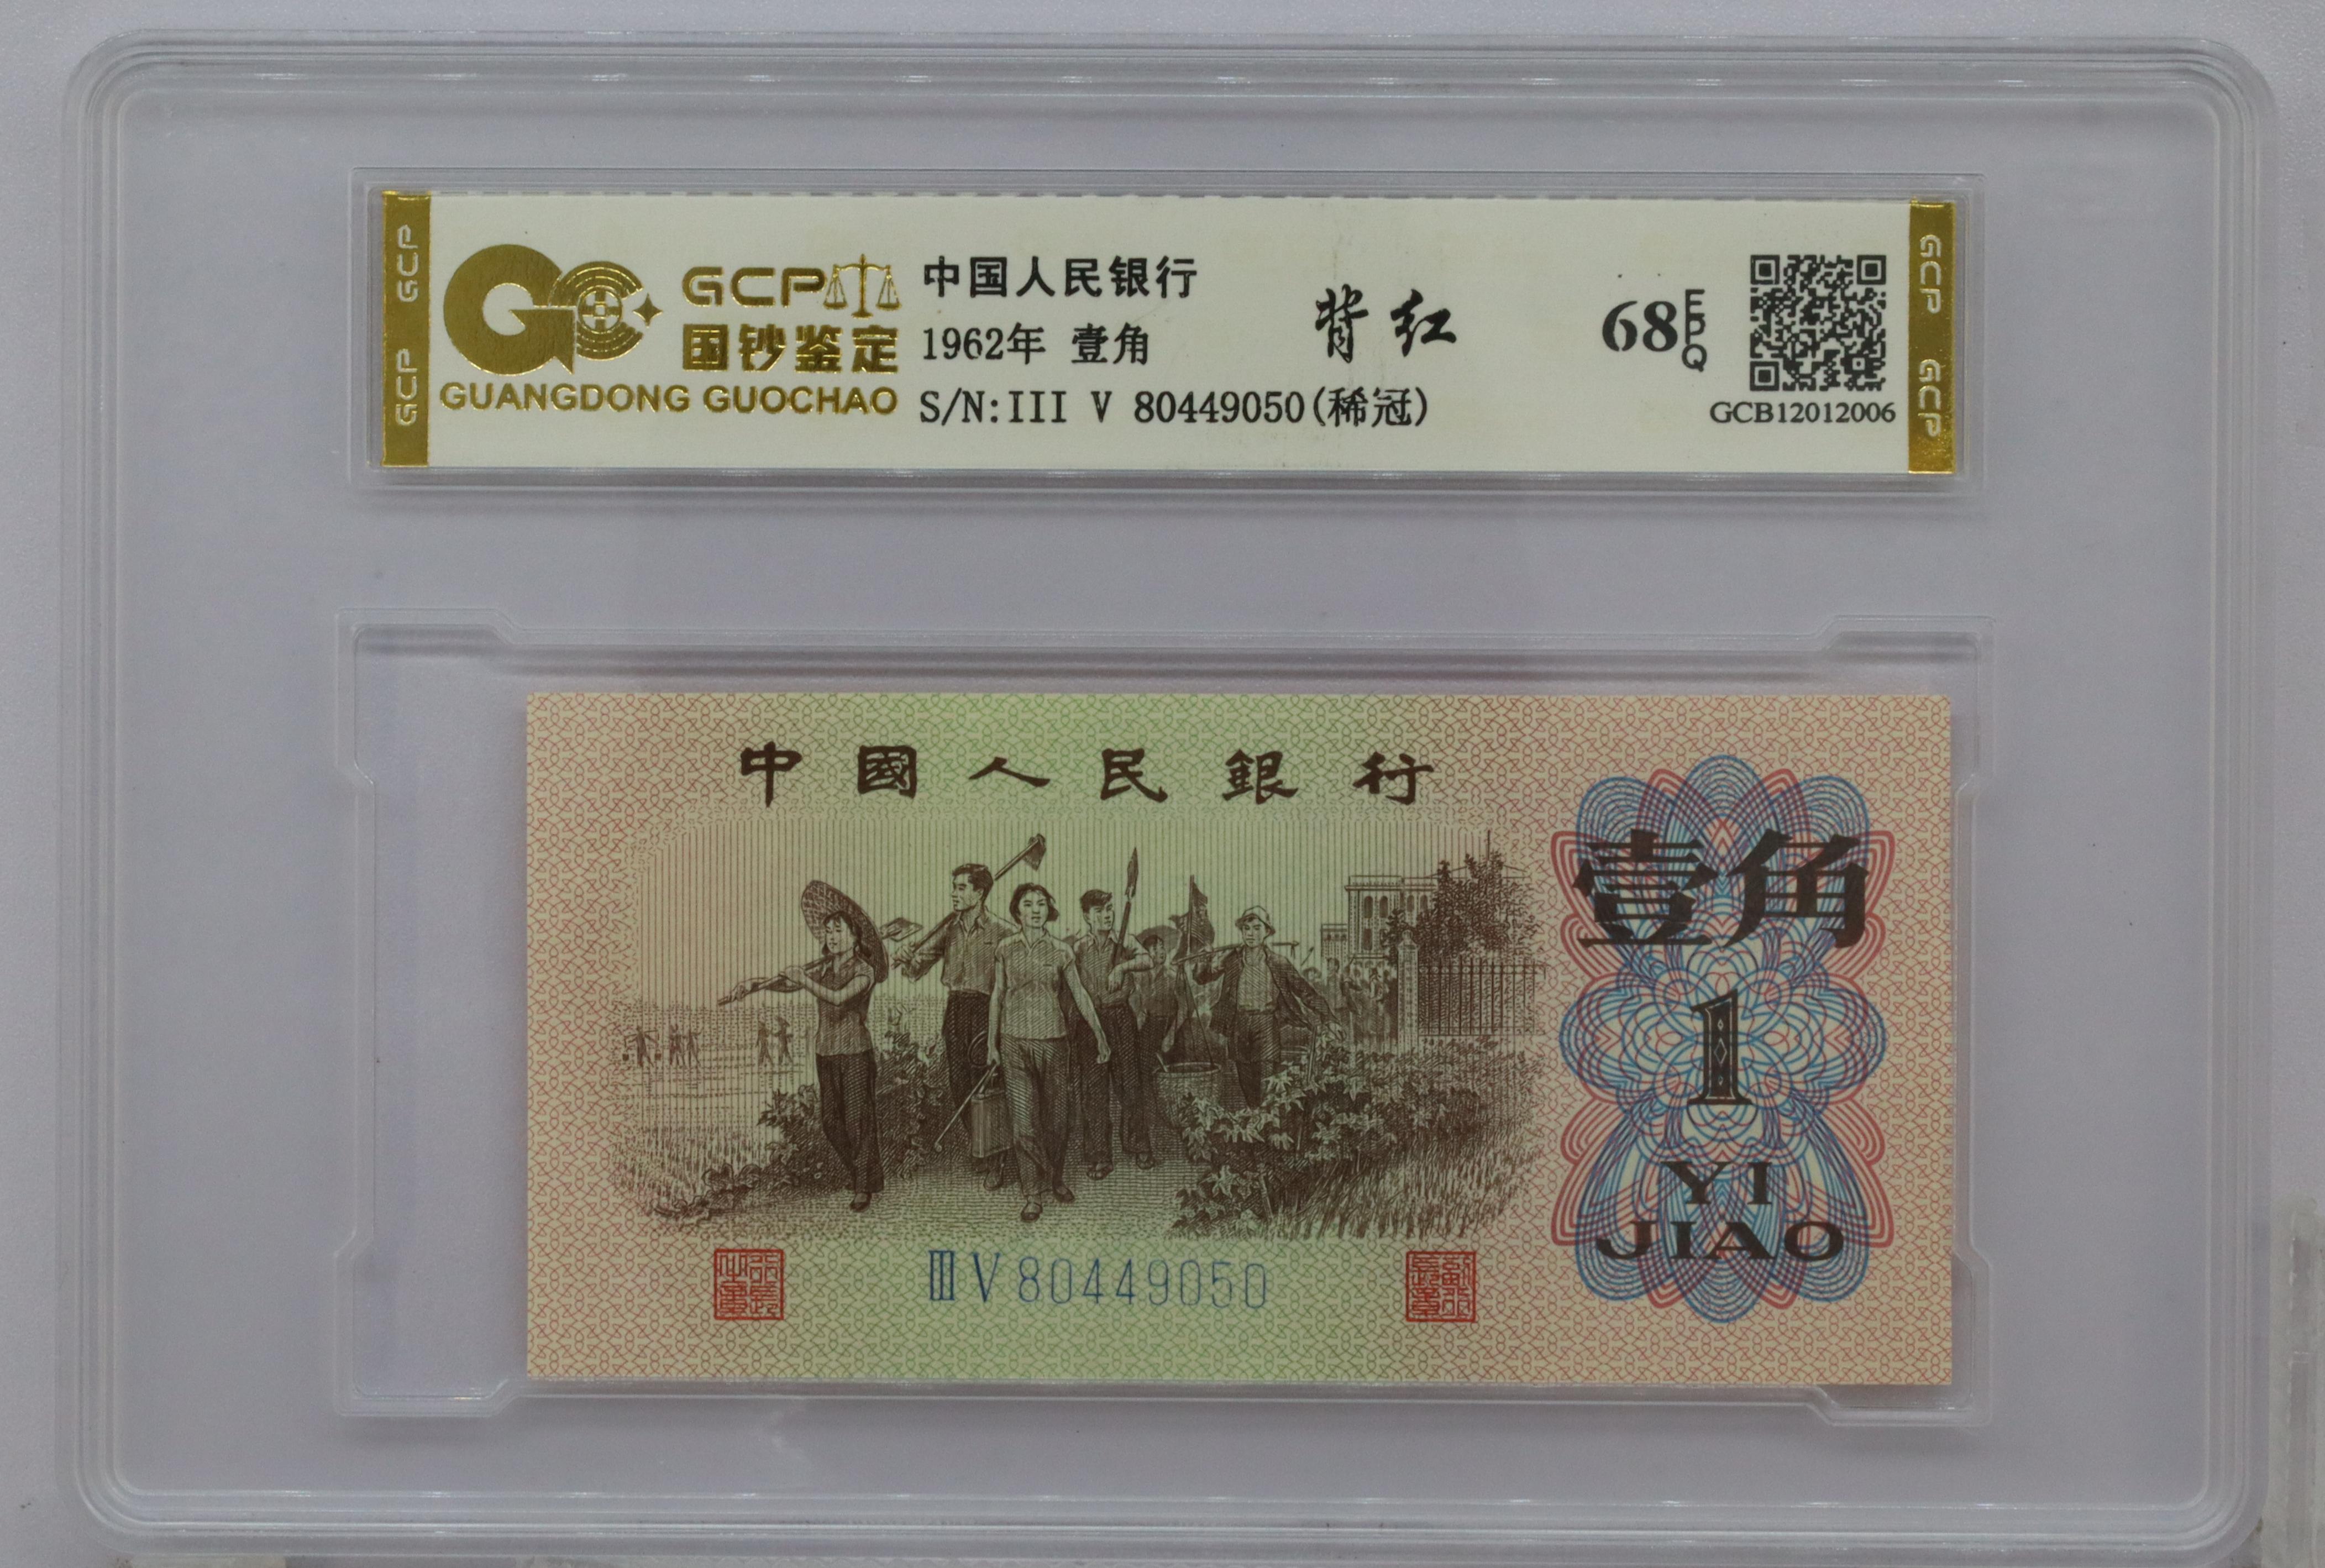 GCP
GCP
GCP
国钞鉴定
GUANGDONG GUOCHAO
中国人民银行
1962年 壹角
S/N:III V 80449050(稀冠)
背红
68EPQ
GCB12012006
GCP
GCP
中國人民銀行
壹角
1
YI
JIAO
III V 80449050